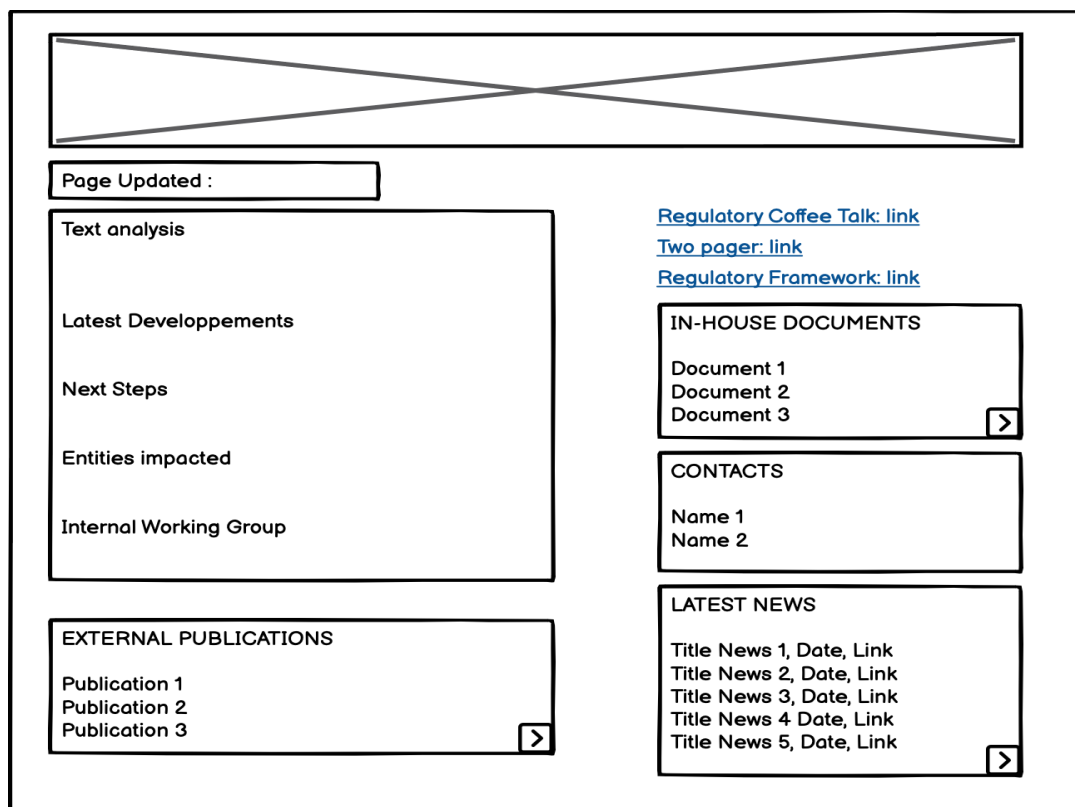 Page Updated :
Text analysis
Latest Developpements
Next Steps
Entities impacted
Internal Working Group
EXTERNAL PUBLICATIONS
Publication 1
Publication 2
Publication 3
Regulatory Coffee Talk: link
Two pager: link
Regulatory Framework: link
IN-HOUSE DOCUMENTS
Document 1
Document 2
Document 3
CONTACTS
Name 1
Name 2
LATEST NEWS
Title News 1, Date, Link
Title News 2, Date, Link
Title News 3, Date, Link
Title News 4 Date, Link
Title News 5, Date, Link